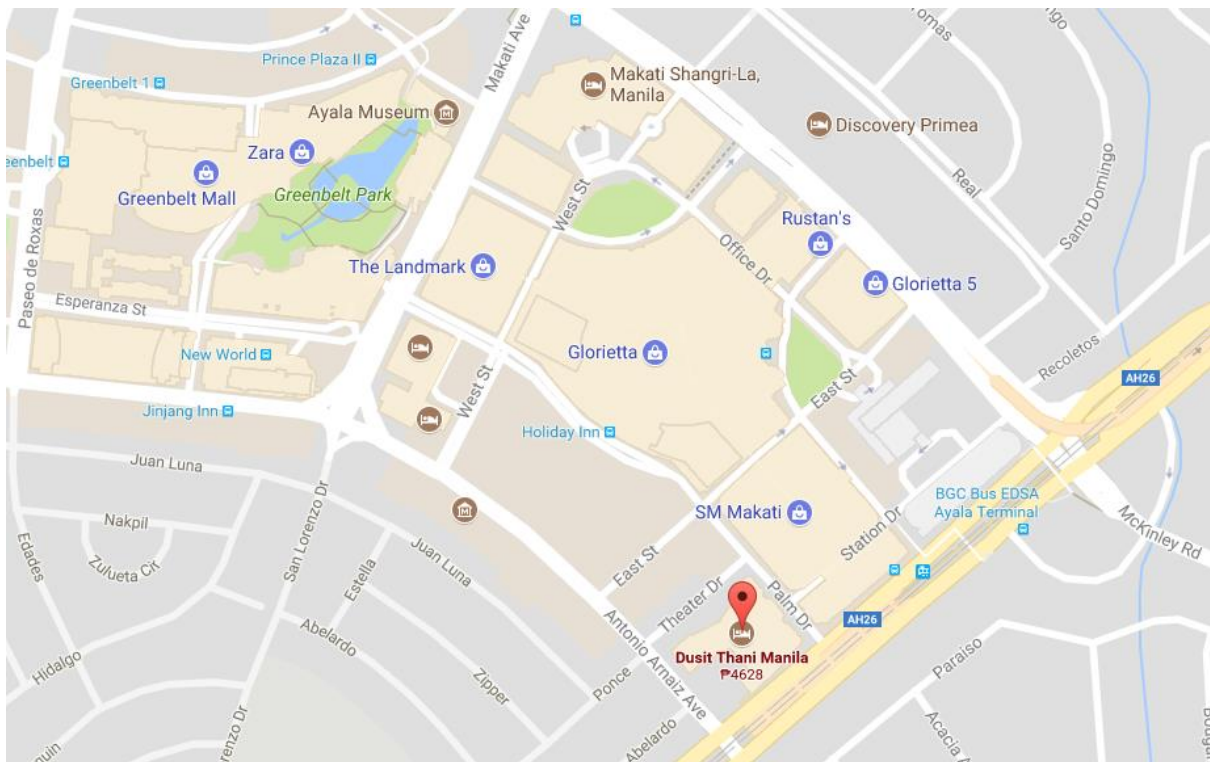 Prince Plaza II
Makati Ave
Makati Shangri-La,
Manila
Greenbelt 1
Ayala Museum
Discovery Primea
Zara
Greenbelt Mall
Greenbelt Park
Real
Santo Domingo
Paseo de Roxas
West St
Rustan's
Office Dr
The Landmark
Glorietta 5
Esperanza St
New World
Glorietta
Recoletos
AH26
Jinjang Inn
West St
East St
Holiday Inn
Juan Luna
San Lorenzo Dr
SM Makati
BGC Bus EDSA
Ayala Terminal
Station Dr
McKinley Rd
Nakpil
Zulueta Cir
Edades
Estella
Juan Luna
East St
Theater Dr
Palm Dr
AH26
Abelardo
Antonio Arnaiz Ave
Dusit Thani Manila
₱4628
Hidalgo
Zipper
Ponce
Paraiso
Abelardo
Acacia